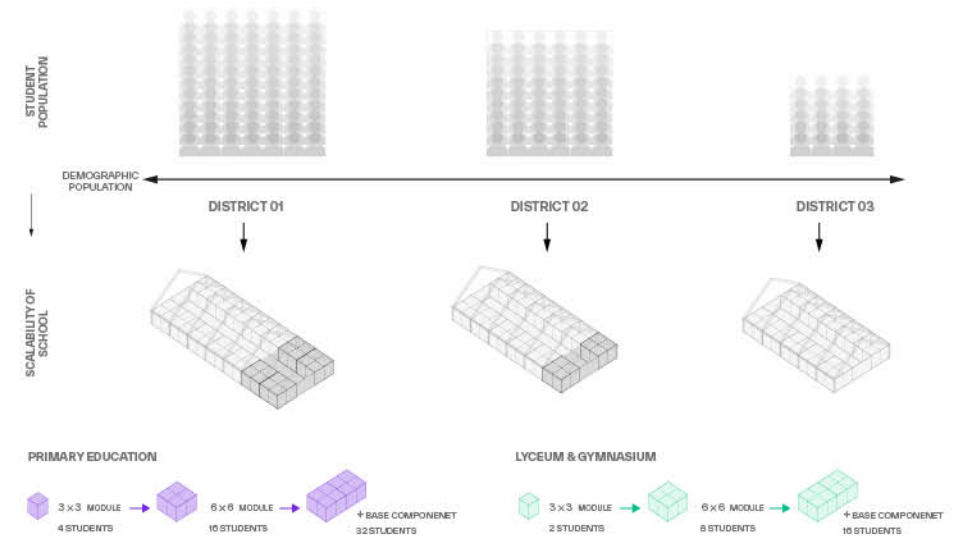 STUDENT
POPULATION
DEMOGRAPHIC
POPULATION
DISTRICT 01
DISTRICT 02
DISTRICT 03
SCALABILITY OF
SCHOOL
PRIMARY EDUCATION
3×3 MODULE
4 STUDENTS
6×6 MODULE
16 STUDENTS
+ BASE COMPONENET
32 STUDENTS
LYCEUM & GYMNASIUM
3×3 MODULE
2 STUDENTS
6×6 MODULE
8 STUDENTS
+ BASE COMPONENET
16 STUDENTS